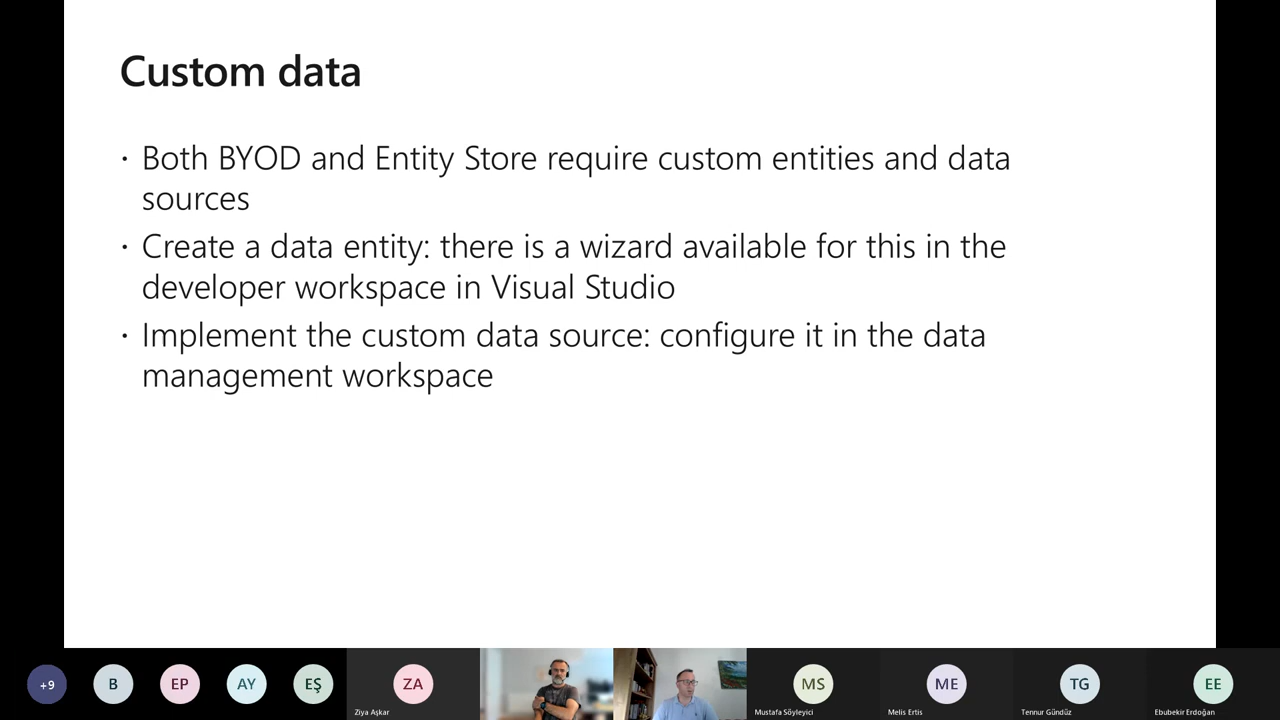 Custom data
· Both BYOD and Entity Store require custom entities and data
sources
· Create a data entity: there is a wizard available for this in the
developer workspace in Visual Studio
· Implement the custom data source: configure it in the data
management workspace
+9
B
EP
AY
EŞ
ZA
MS
ME
TG
EE
Ziya Aşkar
Mustafa Söyleyici
Melis Ertis
Tennur Gündüz
Ebubekir Erdoğan